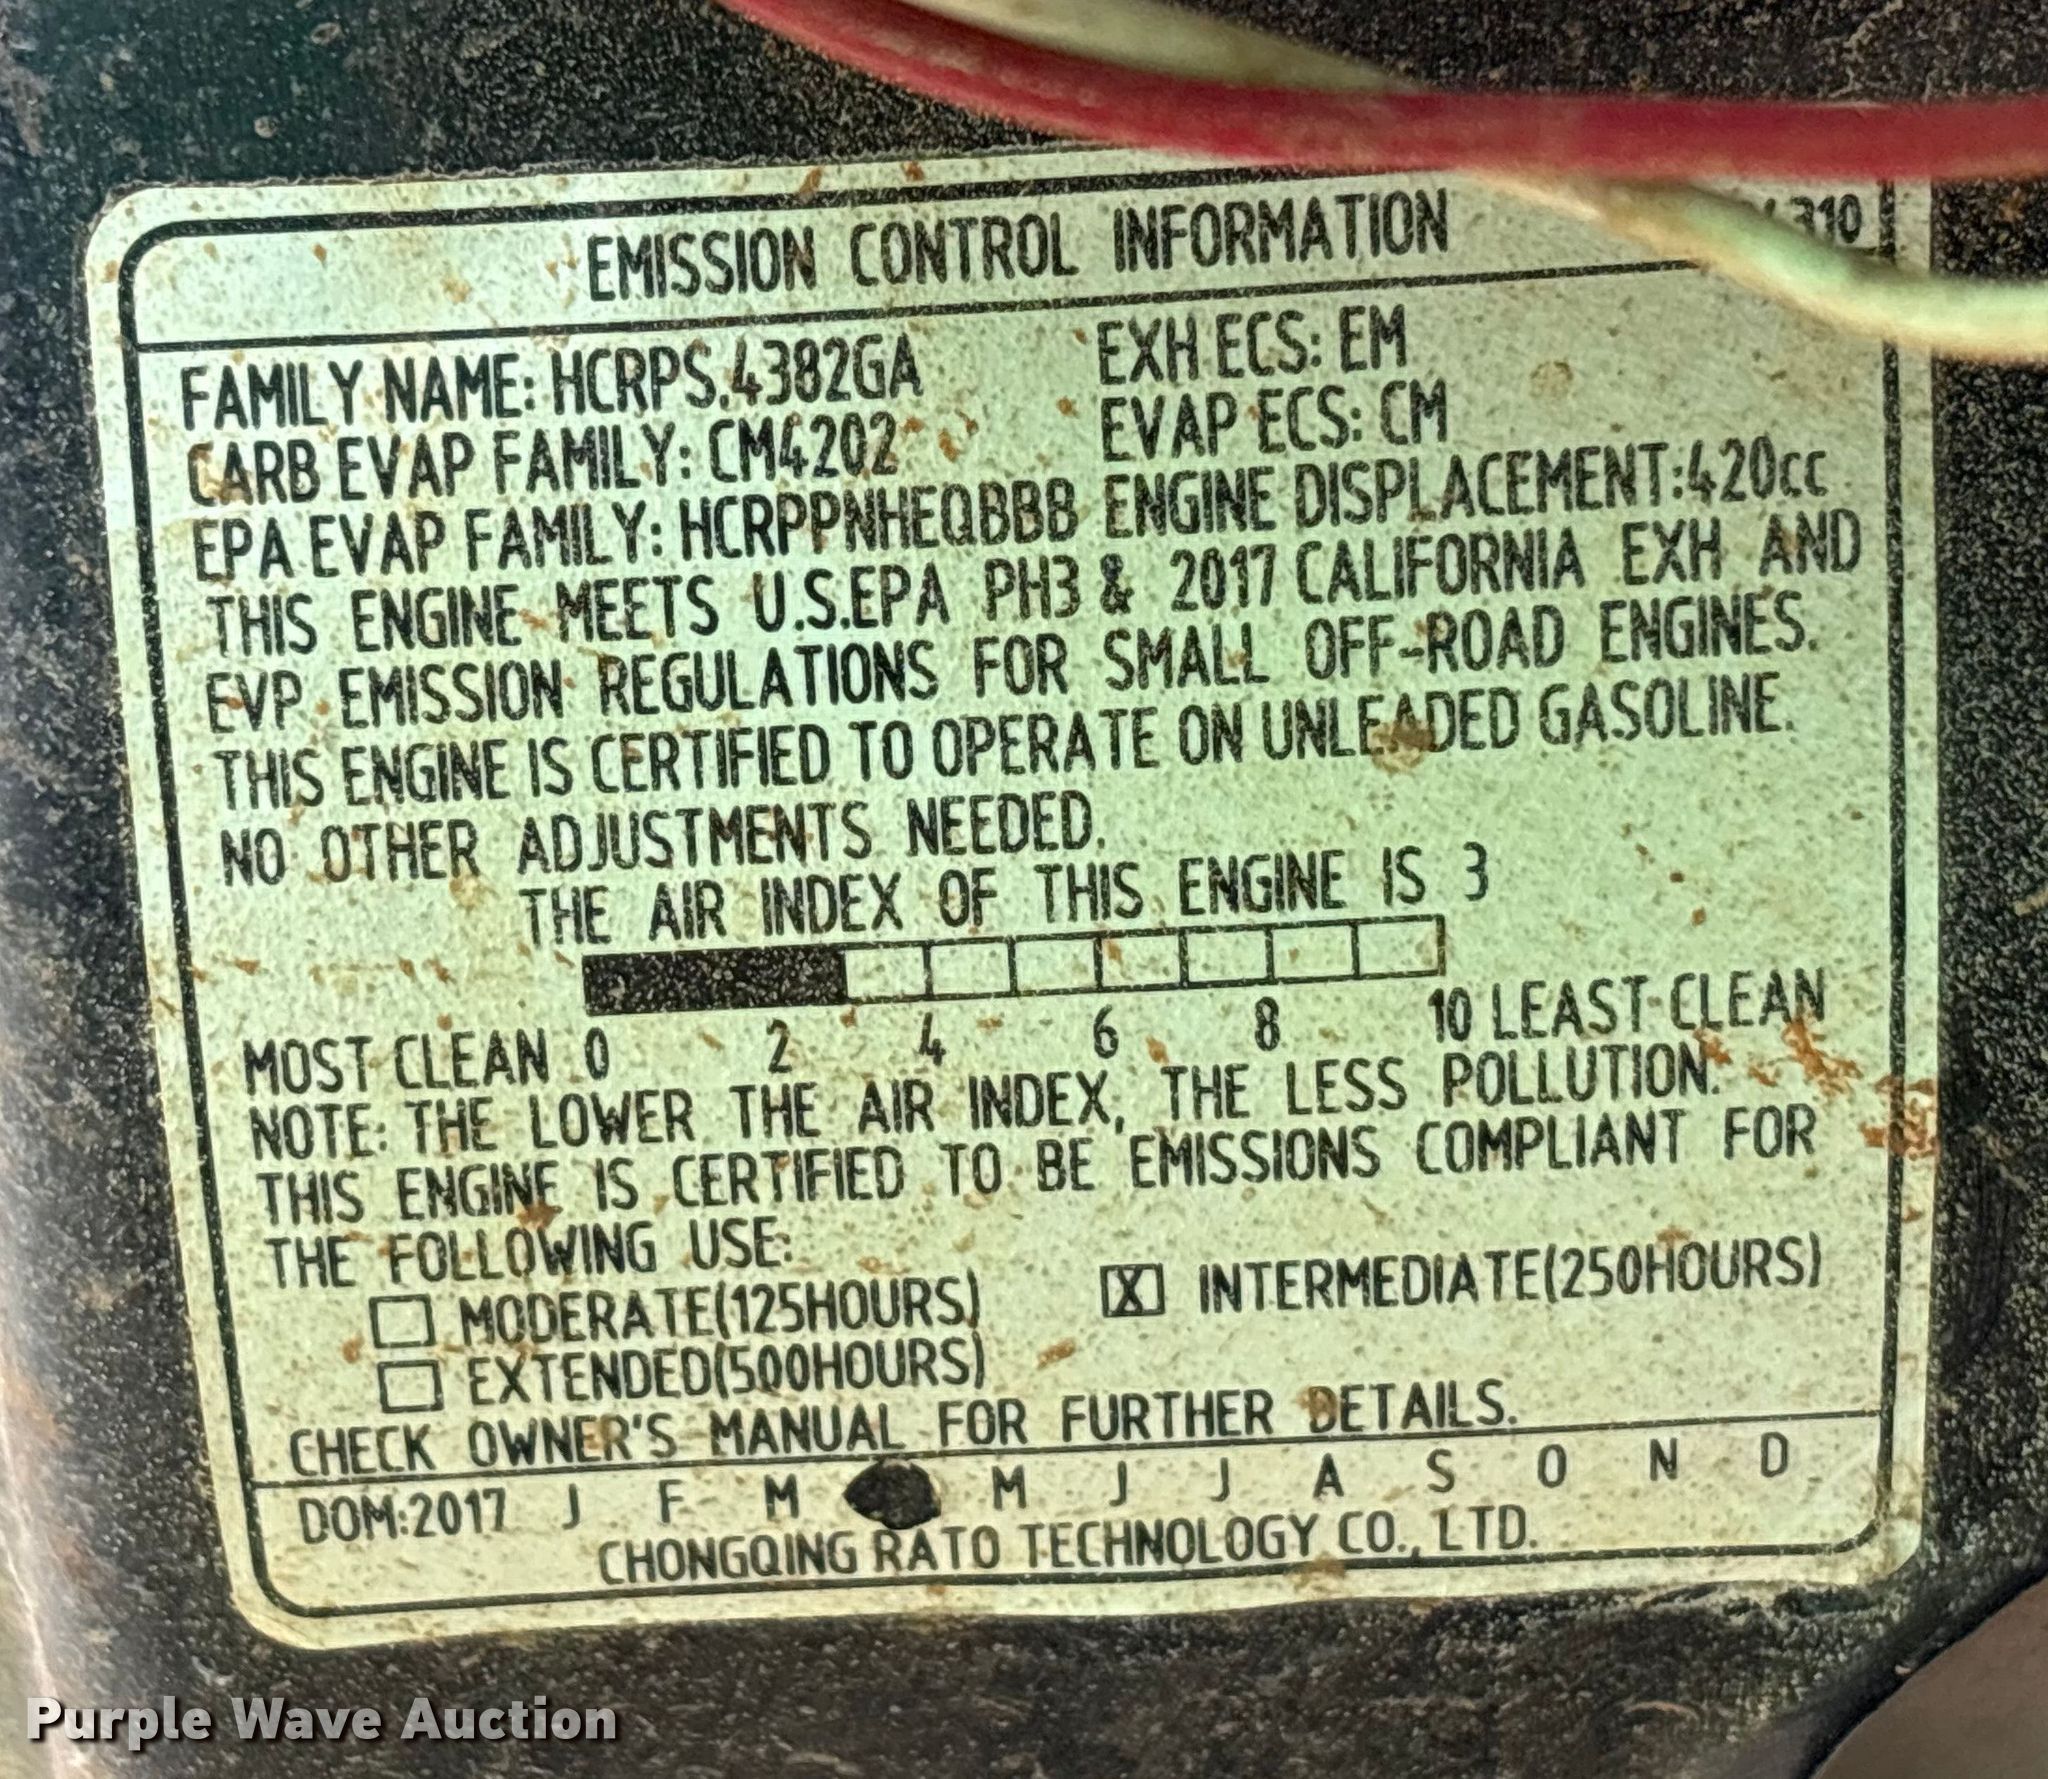 EMISSION CONTROL INFORMATION
310
FAMILY NAME: HCRPS.4382GA EXH ECS: EM
CARB EVAP FAMILY: CM4202 EVAP ECS: CM
EPA EVAP FAMILY: HCRPPNHEQBBB ENGINE DISPLACEMENT:420cc
THIS ENGINE MEETS U.S.EPA PH3 & 2017 CALIFORNIA EXH AND
EVP EMISSION REGULATIONS FOR SMALL OFF-ROAD ENGINES.
THIS ENGINE IS CERTIFIED TO OPERATE ON UNLEADED GASOLINE.
NO OTHER ADJUSTMENTS NEEDED.
THE AIR INDEX OF THIS ENGINE IS 3
MOST CLEAN 0 2 4 6 8 10 LEAST CLEAN
NOTE: THE LOWER THE AIR INDEX, THE LESS POLLUTION.
THIS ENGINE IS CERTIFIED TO BE EMISSIONS COMPLIANT FOR
THE FOLLOWING USE:
MODERATE(125HOURS) X INTERMEDIATE(250HOURS)
EXTENDED(500HOURS)
CHECK OWNER'S MANUAL FOR FURTHER DETAILS.
DOM:2017 J F M M J J A S O N D
CHONGQING RATO TECHNOLOGY CO., LTD.
Purple Wave Auction